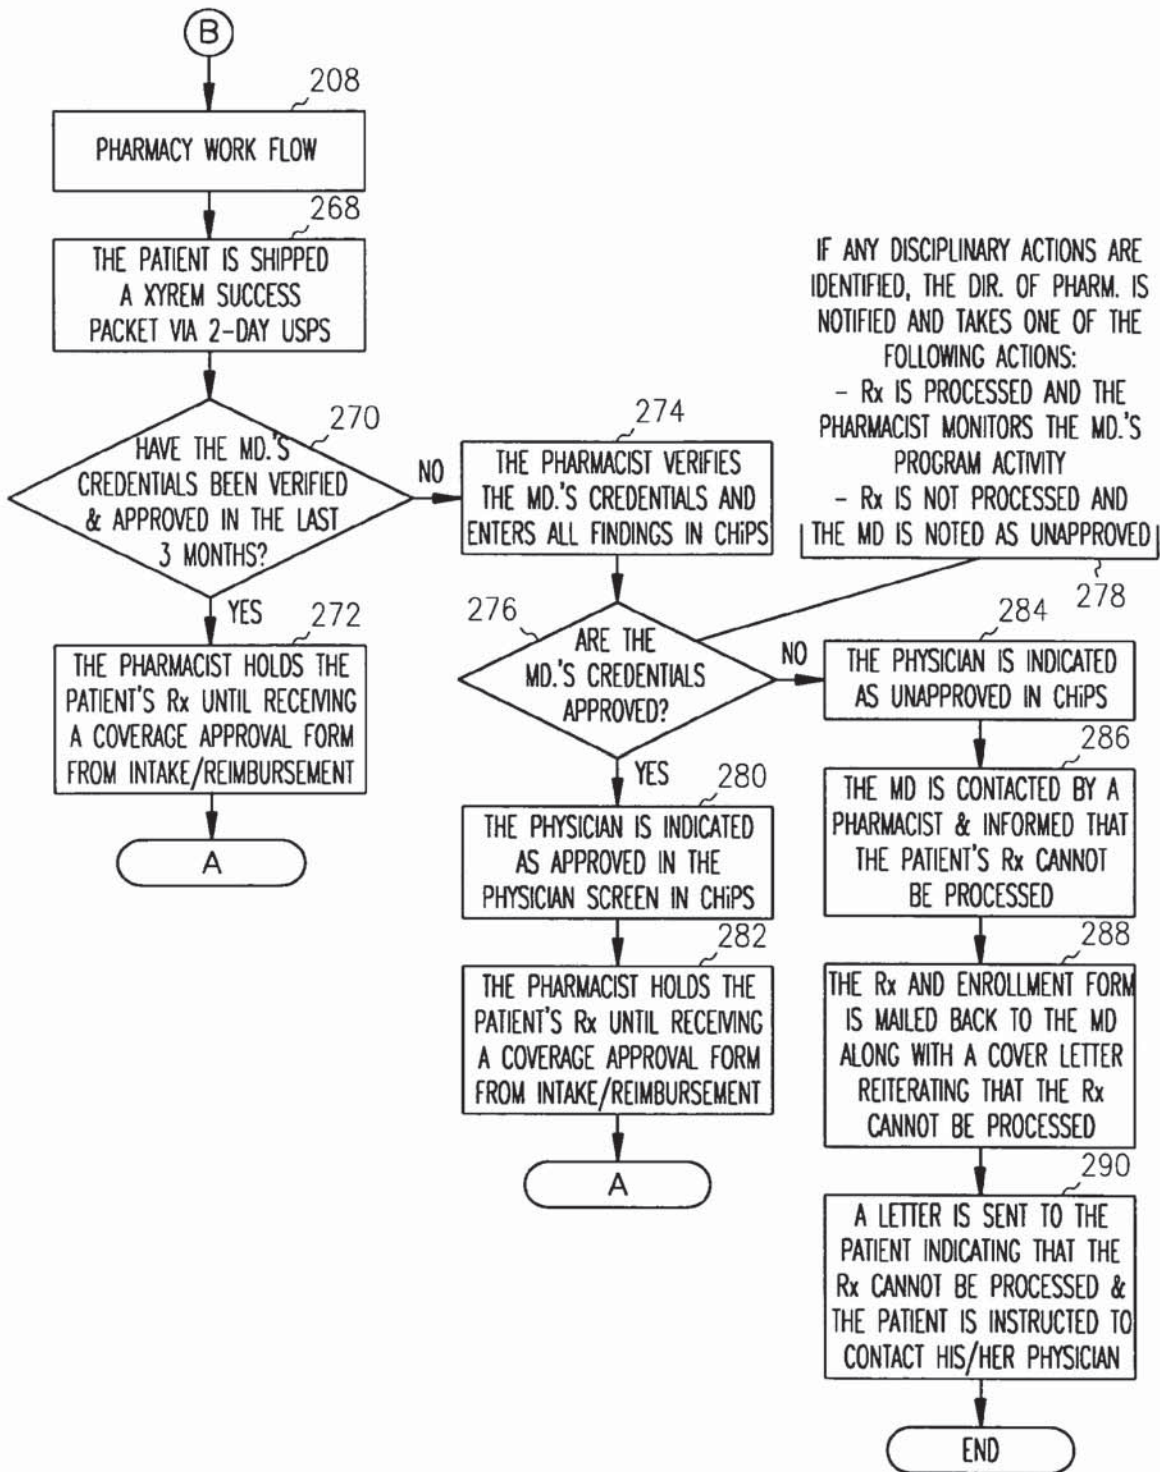 B
208
PHARMACY WORK FLOW
268
THE PATIENT IS SHIPPED
A XYREM SUCCESS
PACKET VIA 2-DAY USPS
270
HAVE THE MD.'S
CREDENTIALS BEEN VERIFIED
& APPROVED IN THE LAST
3 MONTHS?
NO
YES
272
THE PHARMACIST HOLDS THE
PATIENT'S Rx UNTIL RECEIVING
A COVERAGE APPROVAL FORM
FROM INTAKE/REIMBURSEMENT
A
274
THE PHARMACIST VERIFIES
THE MD.'S CREDENTIALS AND
ENTERS ALL FINDINGS IN CHiPS
276
ARE THE
MD.'S CREDENTIALS
APPROVED?
NO
YES
IF ANY DISCIPLINARY ACTIONS ARE
IDENTIFIED, THE DIR. OF PHARM. IS
NOTIFIED AND TAKES ONE OF THE
FOLLOWING ACTIONS:
- Rx IS PROCESSED AND THE
PHARMACIST MONITORS THE MD.'S
PROGRAM ACTIVITY
- Rx IS NOT PROCESSED AND
THE MD IS NOTED AS UNAPPROVED
278
280
THE PHYSICIAN IS INDICATED
AS APPROVED IN THE
PHYSICIAN SCREEN IN CHiPS
282
THE PHARMACIST HOLDS THE
PATIENT'S Rx UNTIL RECEIVING
A COVERAGE APPROVAL FORM
FROM INTAKE/REIMBURSEMENT
A
284
THE PHYSICIAN IS INDICATED
AS UNAPPROVED IN CHiPS
286
THE MD IS CONTACTED BY A
PHARMACIST & INFORMED THAT
THE PATIENT'S Rx CANNOT
BE PROCESSED
288
THE Rx AND ENROLLMENT FORM
IS MAILED BACK TO THE MD
ALONG WITH A COVER LETTER
REITERATING THAT THE Rx
CANNOT BE PROCESSED
290
A LETTER IS SENT TO THE
PATIENT INDICATING THAT THE
Rx CANNOT BE PROCESSED &
THE PATIENT IS INSTRUCTED TO
CONTACT HIS/HER PHYSICIAN
END